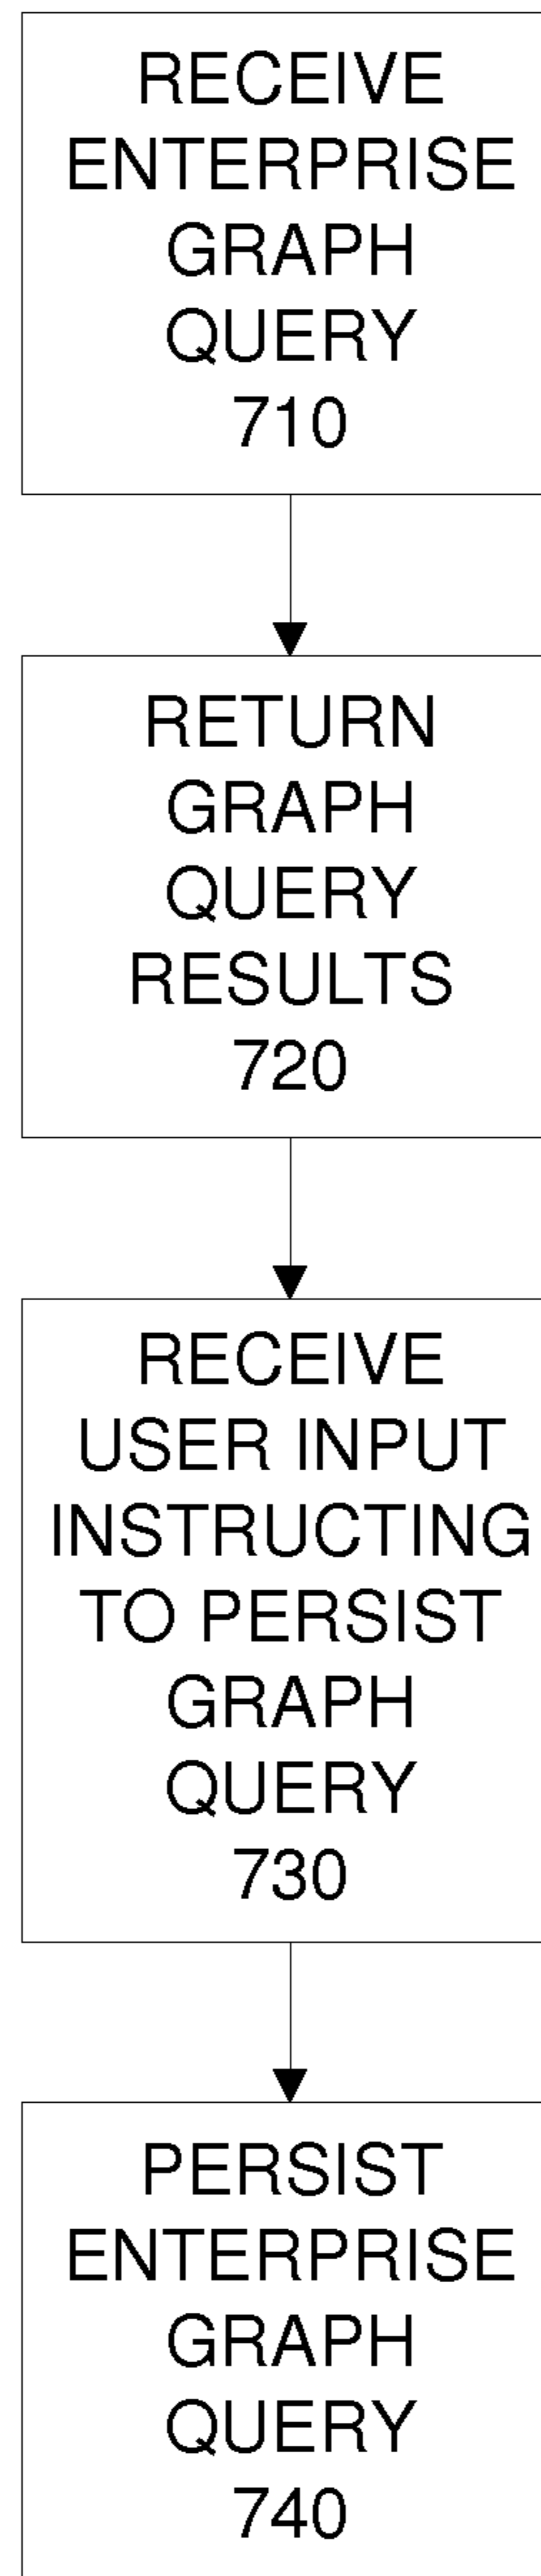 RECEIVE
ENTERPRISE
GRAPH
QUERY
710
RETURN
GRAPH
QUERY
RESULTS
720
RECEIVE
USER INPUT
INSTRUCTING
TO PERSIST
GRAPH
QUERY
730
PERSIST
ENTERPRISE
GRAPH
QUERY
740